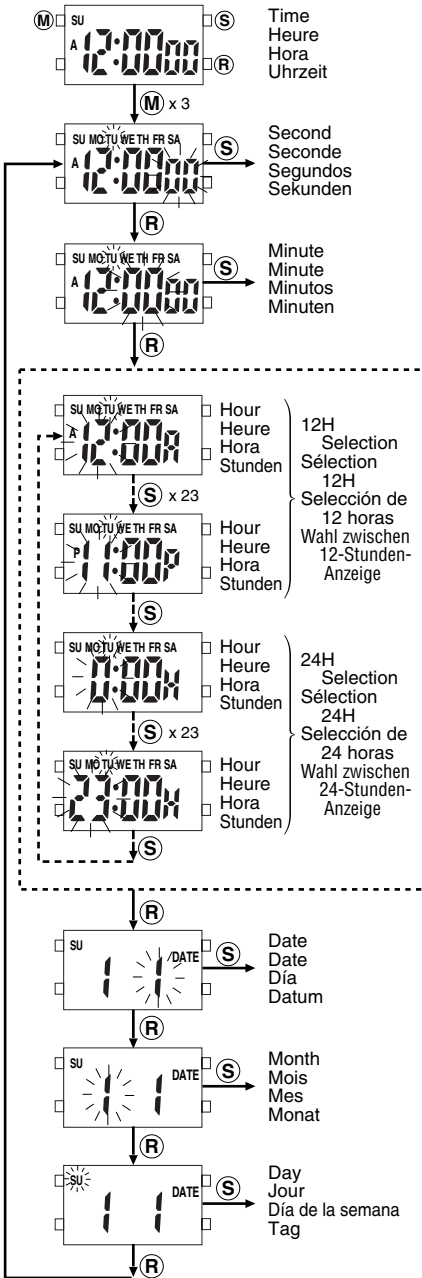 M SU S Time
Heure
A 12:00 00 Hora
R Uhrzeit
M x 3
SU MO TU WE TH FR SA Second
S Seconde
A 12:00 00 Segundos
Sekunden
R
SU MO TU WE TH FR SA Minute
S Minute
A 12:00 00 Minutos
Minuten
R
SU MO TU WE TH FR SA Hour
A 12:00 A Heure
Hora
Stunden
12H
Selection
Sélection
12H
Selección de
12 horas
Wahl zwischen
12-Stunden-
Anzeige
S x 23
SU MO TU WE TH FR SA Hour
P 11:00 P Heure
Hora
Stunden
S
SU MO TU WE TH FR SA Hour
0:00 H Heure
Hora
Stunden
24H
Selection
Sélection
24H
Selección de
24 horas
Wahl zwischen
24-Stunden-
Anzeige
S x 23
SU MO TU WE TH FR SA Hour
23:00 H Heure
Hora
Stunden
S
R
SU Date
1 1 DATE S Date
Día
Datum
R
SU Month
1 1 DATE S Mois
Mes
Monat
R
SU Day
1 1 DATE S Jour
Día de la semana
Tag
R